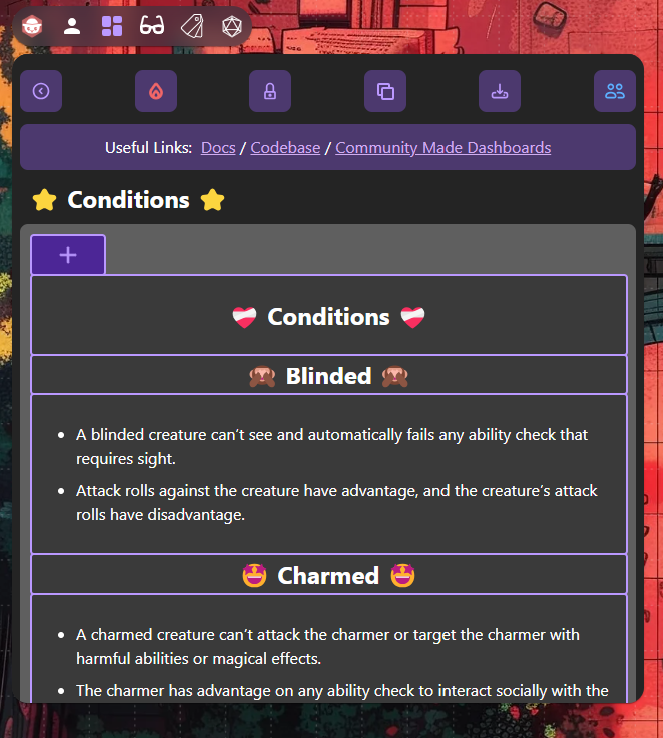 Useful Links: Docs / Codebase / Community Made Dashboards
⭐ Conditions ⭐
Conditions
🙈 Blinded 🙈
• A blinded creature can’t see and automatically fails any ability check that
requires sight.
• Attack rolls against the creature have advantage, and the creature’s attack
rolls have disadvantage.
🤩 Charmed 🤩
• A charmed creature can’t attack the charmer or target the charmer with
harmful abilities or magical effects.
• The charmer has advantage on any ability check to interact socially with the